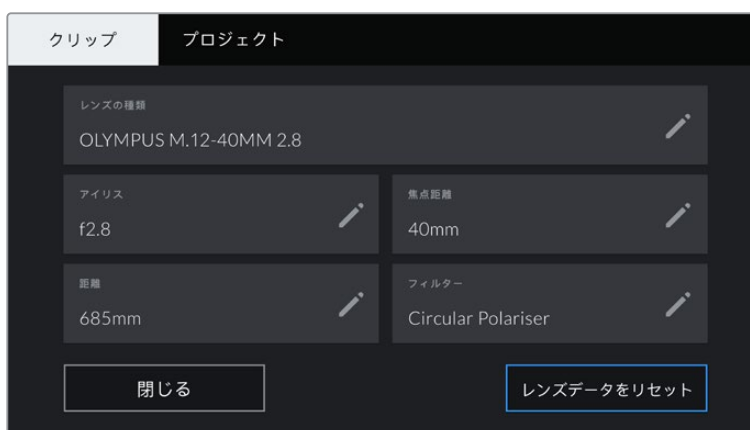 クリップ プロジェクト
レンズの種類
OLYMPUS M.12-40MM 2.8
アイリス
f2.8
焦点距離
40mm
距離
685mm
フィルター
Circular Polariser
閉じる
レンズデータをリセット